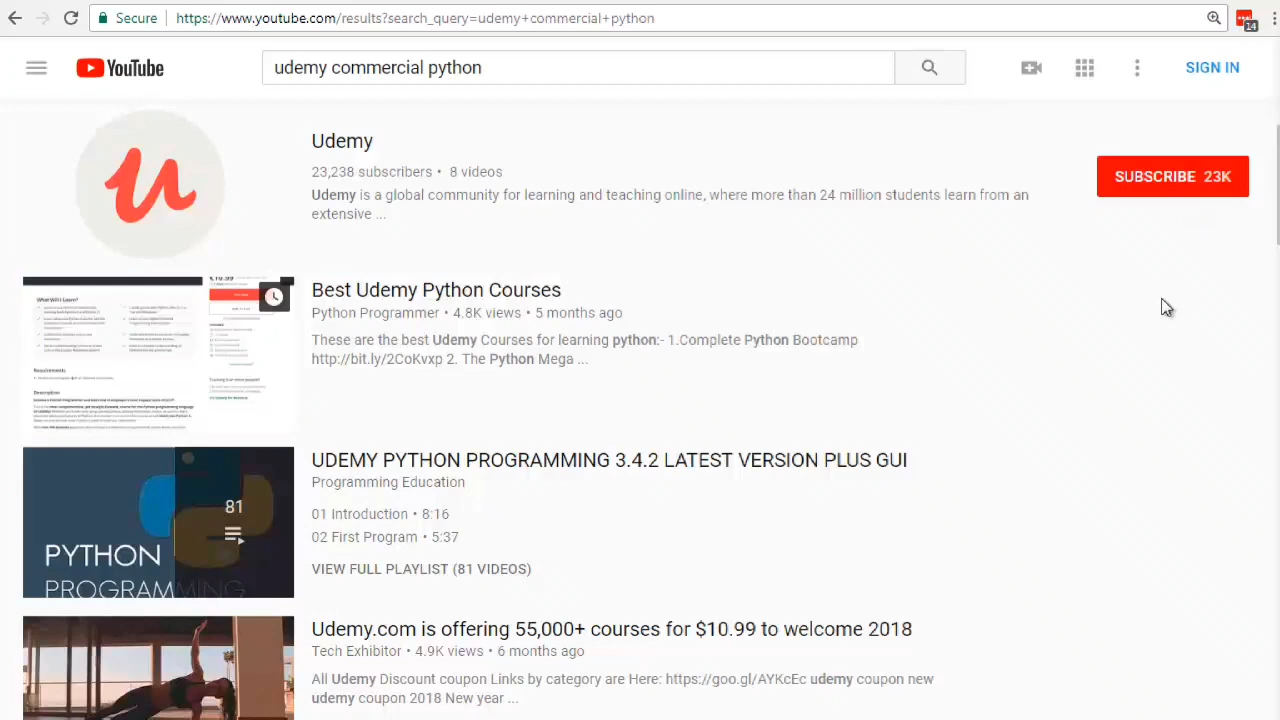 Secure https://www.youtube.com/results?search_query=udemy+commercial+python
14
YouTube
udemy commercial python
SIGN IN
Udemy
23,238 subscribers • 8 videos
Udemy is a global community for learning and teaching online, where more than 24 million students learn from an
extensive ...
SUBSCRIBE 23K
Best Udemy Python Courses
Python Programmer • 4.8K views • 5 months ago
These are the best Udemy Courses for learning python:- 1.Complete Python Bootcamp
http://bit.ly/2CoKvxp 2. The Python Mega ...
What Will I Learn?
Requirements
Description
UDEMY PYTHON PROGRAMMING 3.4.2 LATEST VERSION PLUS GUI
Programming Education
01 Introduction • 8:16
02 First Program • 5:37
VIEW FULL PLAYLIST (81 VIDEOS)
81
PYTHON
PROGRAMMING
Udemy.com is offering 55,000+ courses for $10.99 to welcome 2018
Tech Exhibitor • 4.9K views • 6 months ago
All Udemy Discount coupon Links by category are Here: https://goo.gl/AYKcEc udemy coupon new
udemy coupon 2018 New year ...